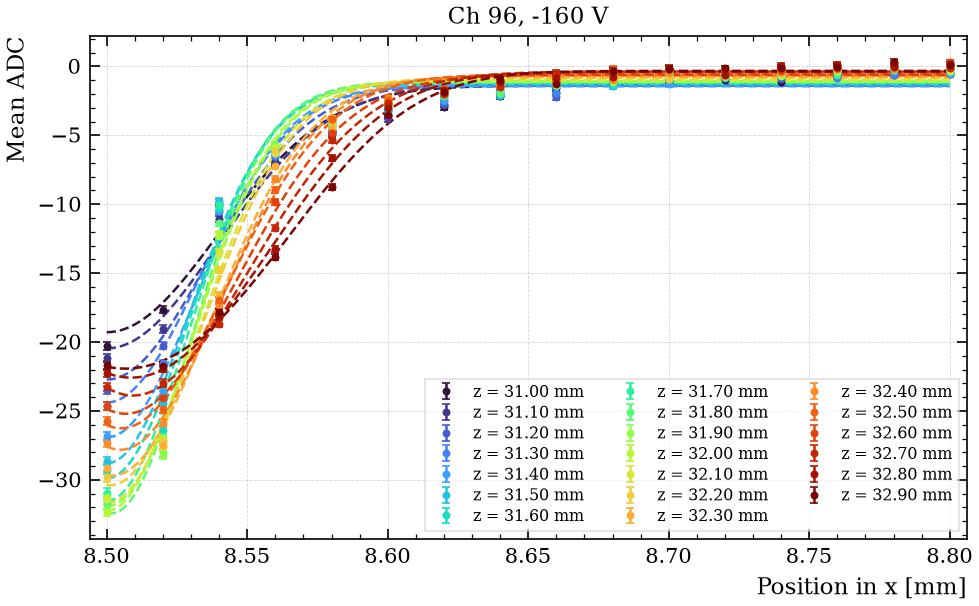 Ch 96, -160 V
Mean ADC
0
−5
−10
−15
−20
−25
−30
z = 31.00 mm
z = 31.10 mm
z = 31.20 mm
z = 31.30 mm
z = 31.40 mm
z = 31.50 mm
z = 31.60 mm
z = 31.70 mm
z = 31.80 mm
z = 31.90 mm
z = 32.00 mm
z = 32.10 mm
z = 32.20 mm
z = 32.30 mm
z = 32.40 mm
z = 32.50 mm
z = 32.60 mm
z = 32.70 mm
z = 32.80 mm
z = 32.90 mm
8.50 8.55 8.60 8.65 8.70 8.75 8.80
Position in x [mm]